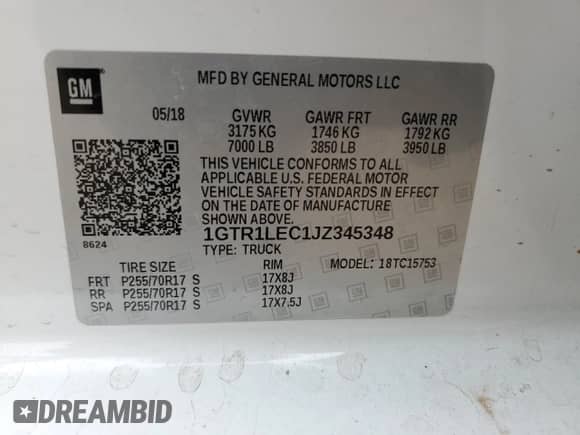 GM
MFD BY GENERAL MOTORS LLC
05/18 GVWR GAWR FRT GAWR RR
3175 KG 1746 KG 1792 KG
7000 LB 3850 LB 3950 LB
THIS VEHICLE CONFORMS TO ALL
APPLICABLE U.S. FEDERAL MOTOR
VEHICLE SAFETY STANDARDS IN EFFECT
ON THE DATE OF MANUFACTURE
SHOWN ABOVE.
8624
1GTR1LEC1JZ345348
TYPE: TRUCK
TIRE SIZE RIM MODEL: 18TC15753
FRT P255/70R17 S 17X8J
RR P255/70R17 S 17X8J
SPA P255/70R17 S 17X7.5J
DREAMBID